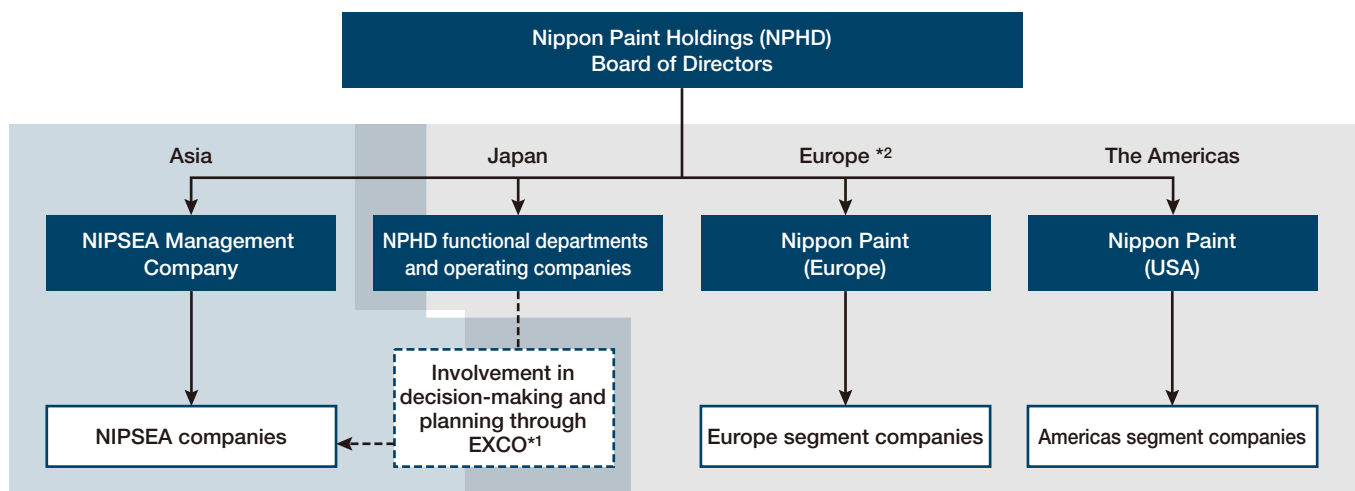 Nippon Paint Holdings (NPHD)
Board of Directors
Asia
Japan
Europe *2
The Americas
NIPSEA Management
Company
NPHD functional departments
and operating companies
Nippon Paint
(Europe)
Nippon Paint
(USA)
Involvement in
decision-making and
planning through
EXCO*1
NIPSEA companies
Europe segment companies
Americas segment companies